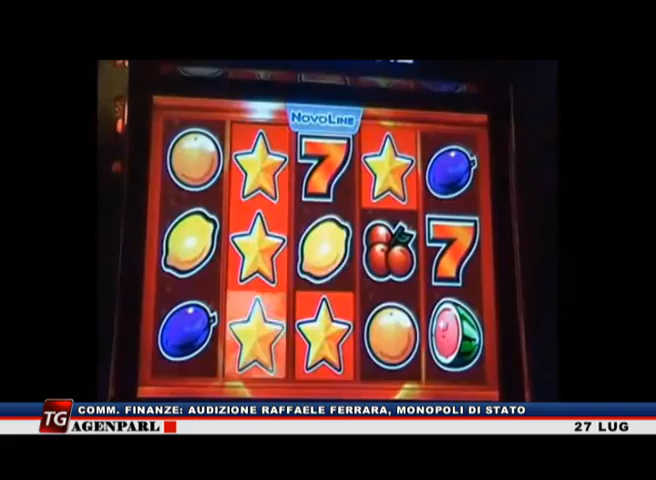 NOVOLINE
7
7
COMM. FINANZE: AUDIZIONE RAFFAELE FERRARA, MONOPOLI DI STATO
TG AGENPARL 27 LUG